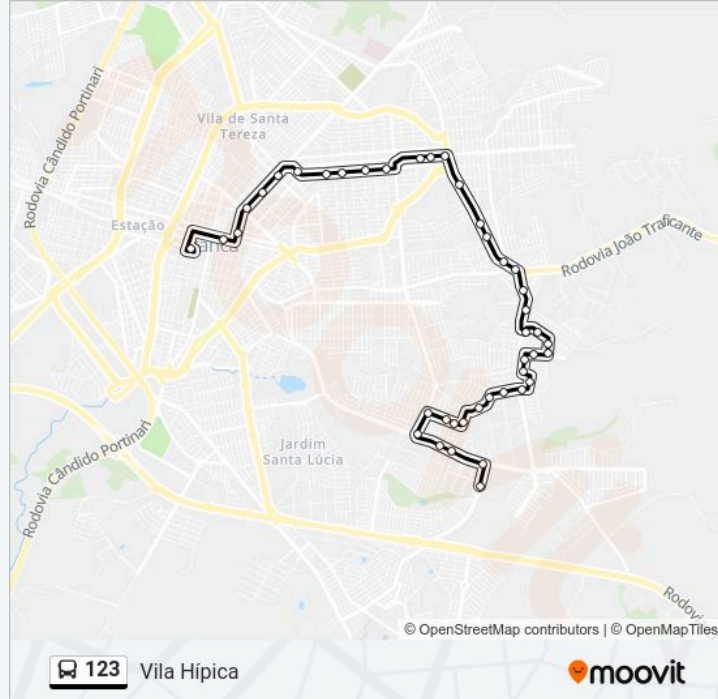 Rodovia Cândido Portinari
Vila de Santa
Tereza
Estação
Rodovia João Traficante
Jardim
Santa Lúcia
Rodovia Cândido Portinari
© OpenStreetMap contributors | © OpenMapTiles
123 Vila Hípica
moovit